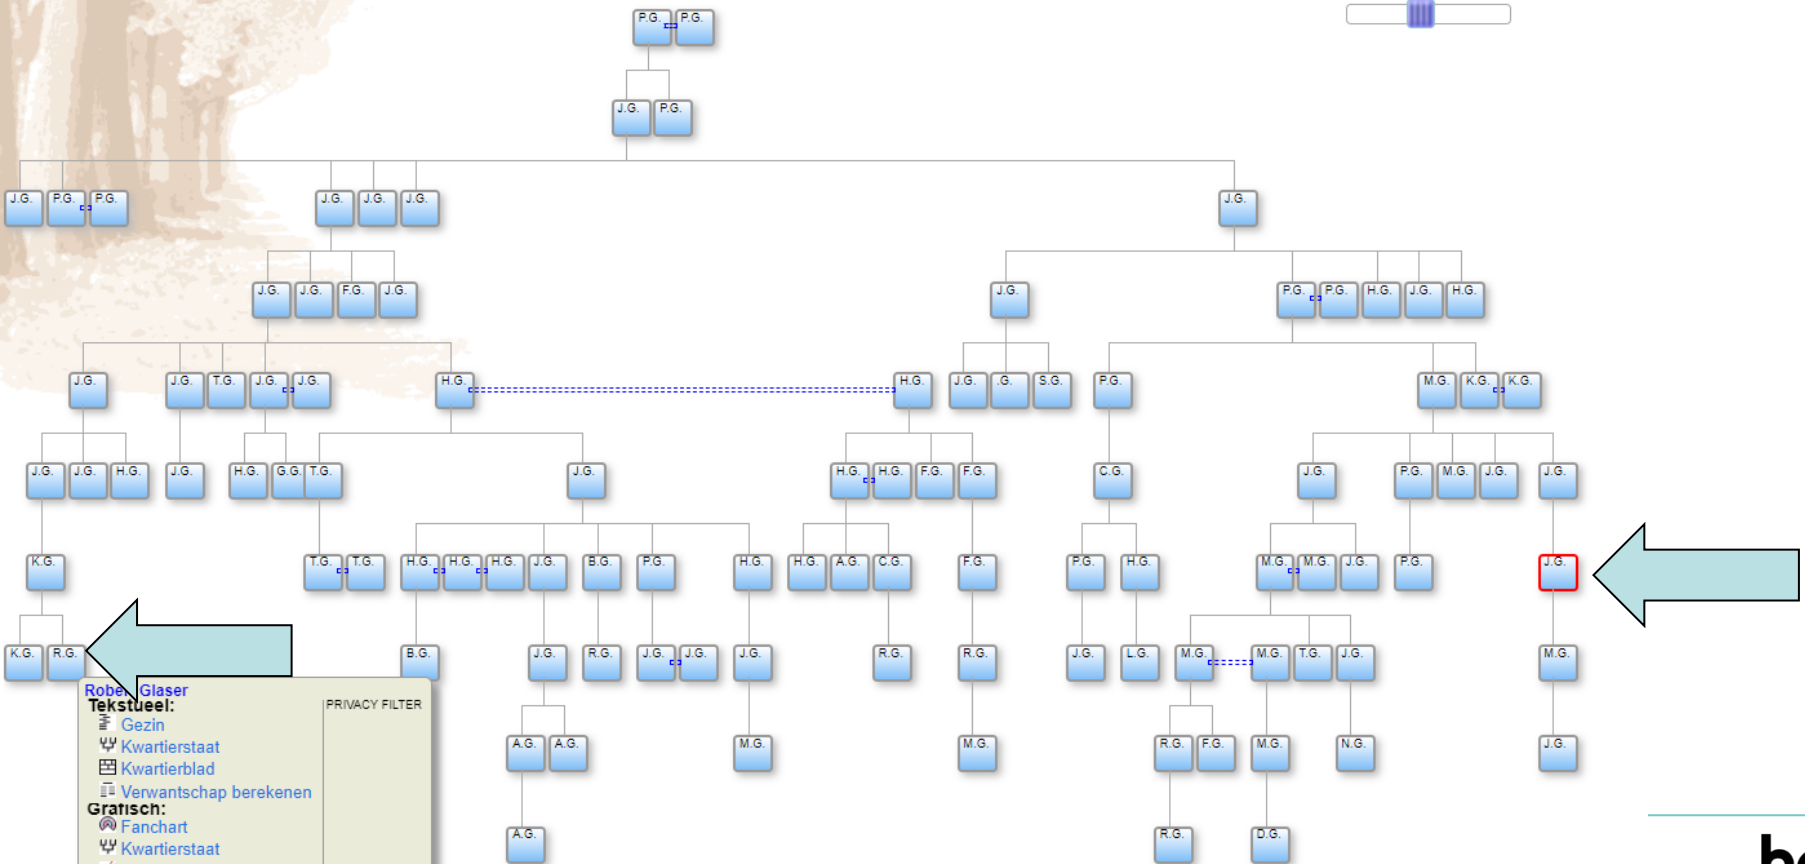 P.G. P.G.
J.G. P.G.
J.G. P.G. P.G. J.G. J.G. J.G. J.G.
J.G. J.G. F.G. J.G. J.G. P.G. P.G. H.G. J.G. H.G.
J.G. J.G. T.G. J.G. J.G. H.G. H.G. J.G. .G. S.G. P.G. M.G. K.G. K.G.
J.G. J.G. H.G. J.G. H.G. G.G. T.G. J.G. H.G. H.G. F.G. F.G. C.G. J.G. P.G. M.G. J.G. J.G.
K.G. T.G. T.G. H.G. H.G. H.G. J.G. B.G. P.G. H.G. H.G. A.G. C.G. F.G. P.G. H.G. M.G. M.G. J.G. P.G. J.G.
K.G. R.G. B.G. J.G. R.G. J.G. J.G. J.G. R.G. R.G. J.G. L.G. M.G. M.G. T.G. J.G. M.G.
A.G. A.G. M.G. M.G. R.G. F.G. M.G. N.G. J.G.
A.G. R.G. D.G.
Glaser
Tekstueel:
PRIVACY FILTER
Gezin
Kwartierstaat
Kwartierblad
Verwantschap berekenen
Grafisch:
Fanchart
Kwartierstaat